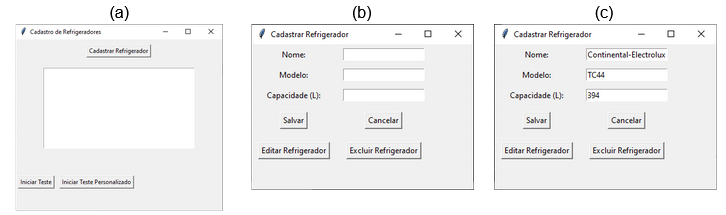 (a)
Cadastro de Refrigeradores
Cadastrar Refrigerador
Iniciar Teste Iniciar Teste Personalizado
(b)
Cadastrar Refrigerador
Nome:
Modelo:
Capacidade (L):
Salvar Cancelar
Editar Refrigerador Excluir Refrigerador
(c)
Cadastrar Refrigerador
Nome: Continental-Electrolux
Modelo: TC44
Capacidade (L): 394
Salvar Cancelar
Editar Refrigerador Excluir Refrigerador